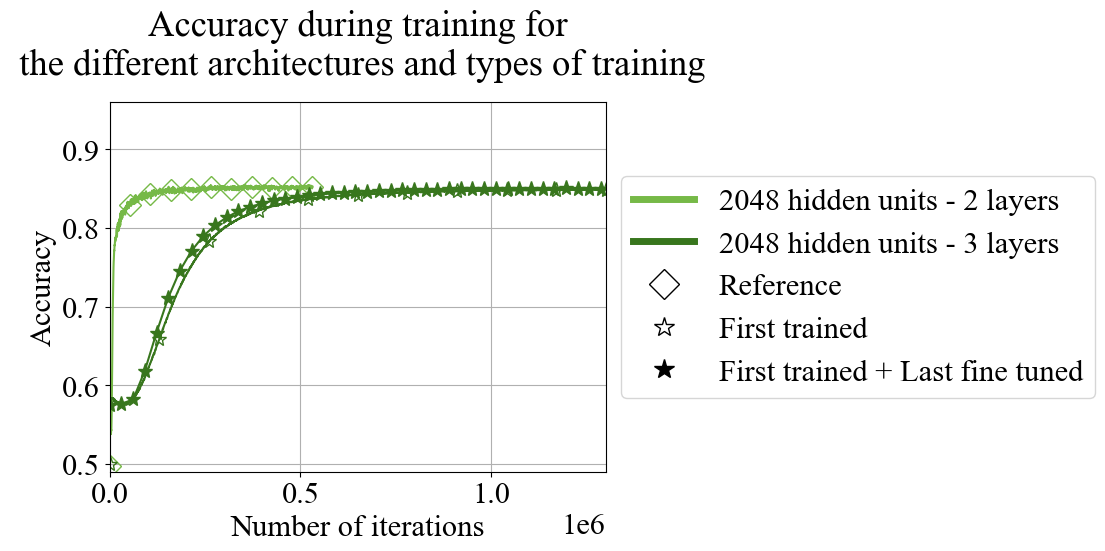 Accuracy during training for
the different architectures and types of training
0.9
0.8
0.7
0.6
0.5
Accuracy
0.0
0.5
1.0
1e6
Number of iterations
2048 hidden units - 2 layers
2048 hidden units - 3 layers
Reference
First trained
First trained + Last fine tuned